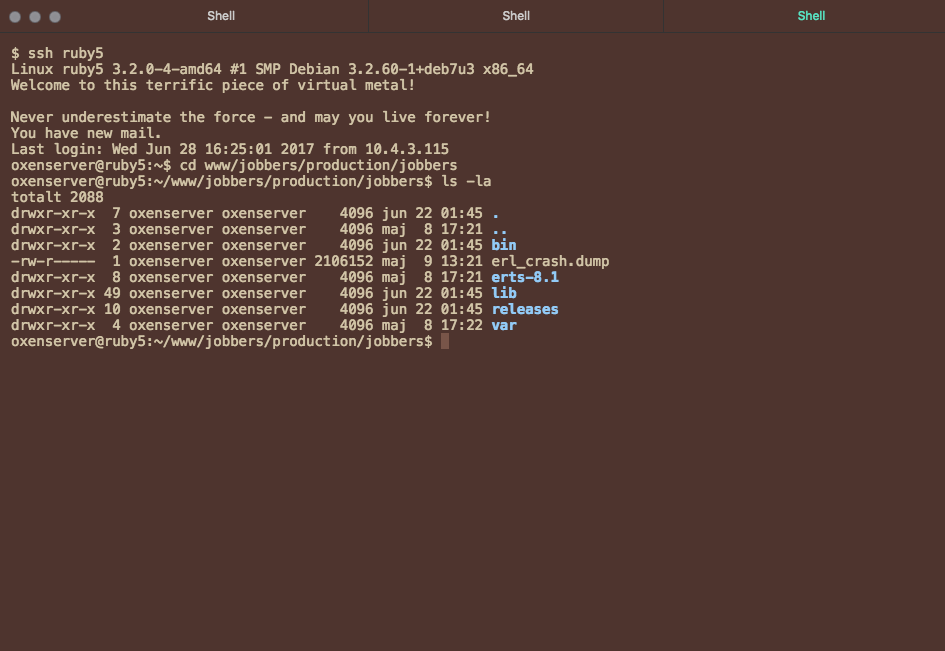 Shell Shell Shell
$ ssh ruby5
Linux ruby5 3.2.0-4-amd64 #1 SMP Debian 3.2.60-1+deb7u3 x86_64
Welcome to this terrific piece of virtual metal!
Never underestimate the force - and may you live forever!
You have new mail.
Last login: Wed Jun 28 16:25:01 2017 from 10.4.3.115
oxenserver@ruby5:~$ cd www/jobbers/production/jobbers
oxenserver@ruby5:~/www/jobbers/production/jobbers$ ls -la
totalt 2088
drwxr-xr-x  7 oxenserver oxenserver    4096 jun 22 01:45 .
drwxr-xr-x  3 oxenserver oxenserver    4096 maj  8 17:21 ..
drwxr-xr-x  2 oxenserver oxenserver    4096 jun 22 01:45 bin
-rw-r-----  1 oxenserver oxenserver 2106152 maj  9 13:21 erl_crash.dump
drwxr-xr-x  8 oxenserver oxenserver    4096 maj  8 17:21 erts-8.1
drwxr-xr-x 49 oxenserver oxenserver    4096 jun 22 01:45 lib
drwxr-xr-x 10 oxenserver oxenserver    4096 jun 22 01:45 releases
drwxr-xr-x  4 oxenserver oxenserver    4096 maj  8 17:22 var
oxenserver@ruby5:~/www/jobbers/production/jobbers$